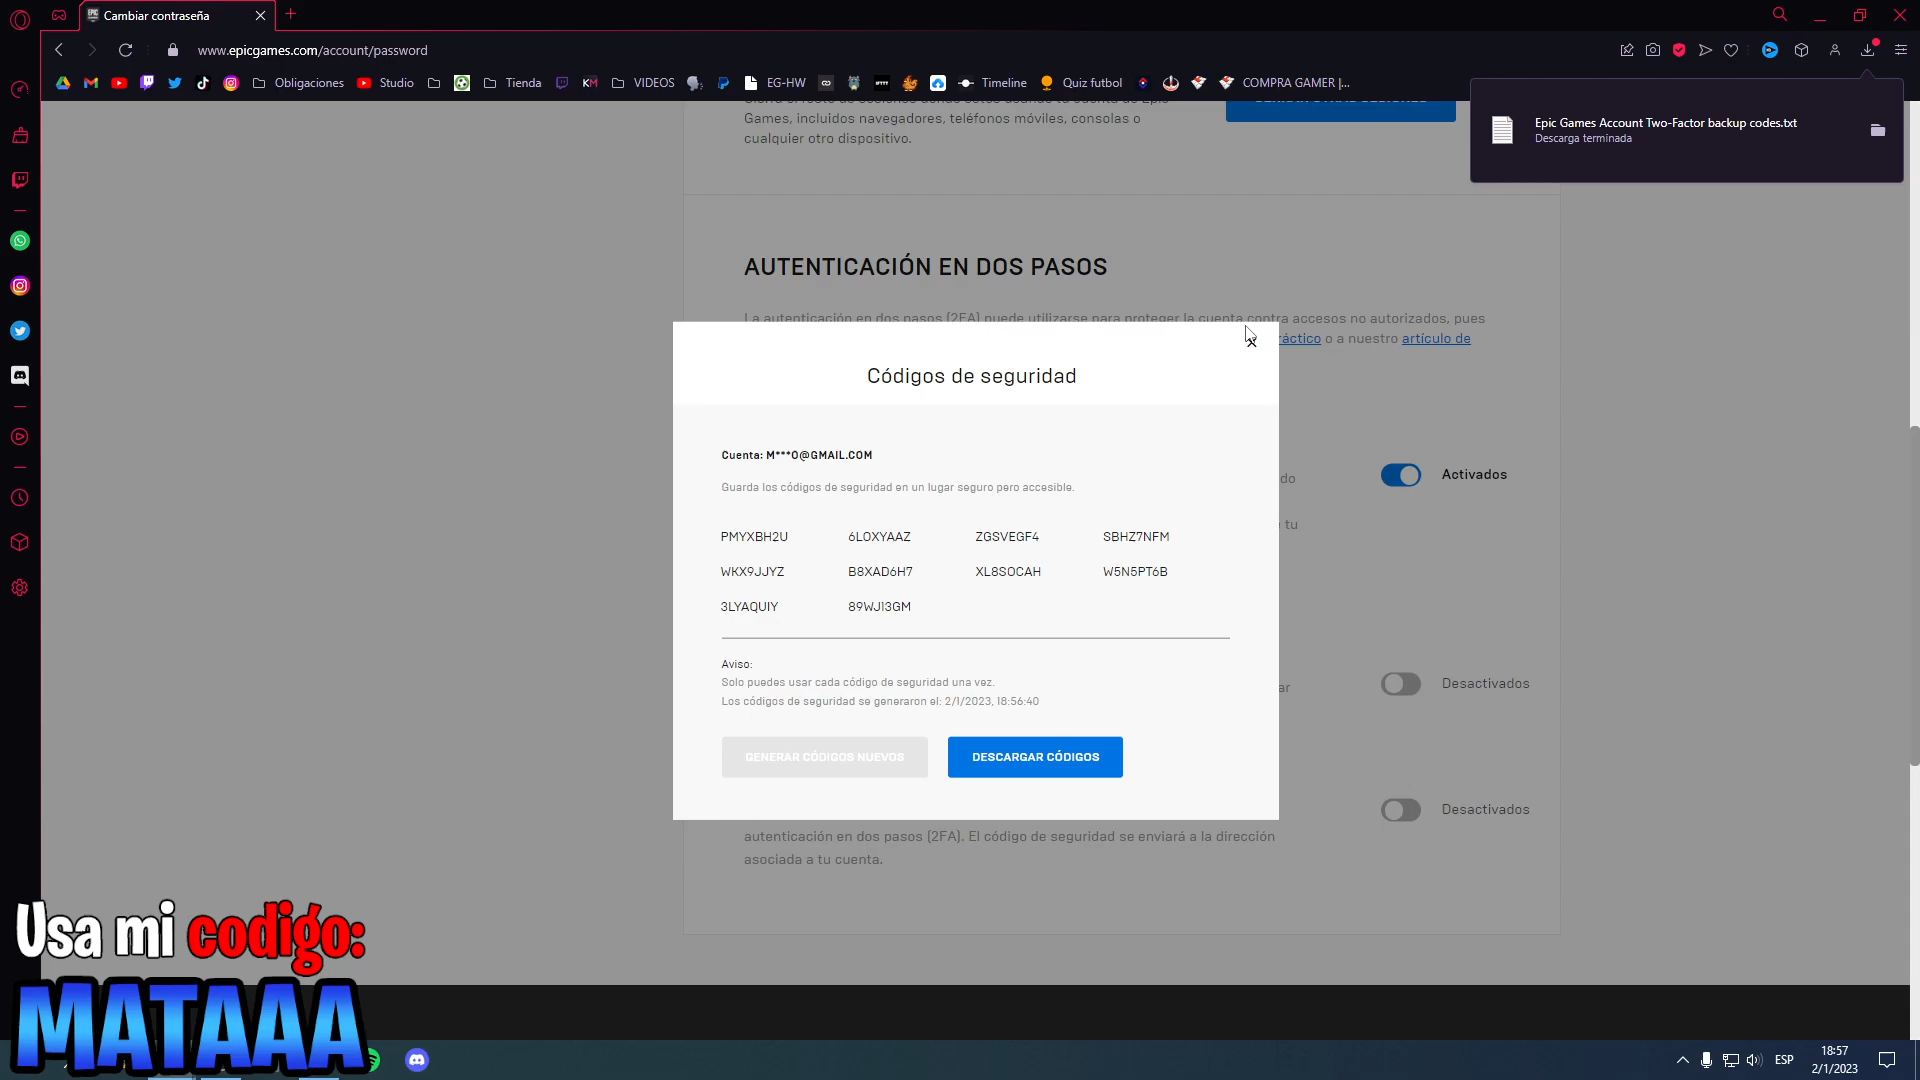 Cambiar contraseña
www.epicgames.com/account/password
Obligaciones
Studio
Tienda
KM
VIDEOS
EG-HW
Timeline
Quiz futbol
COMPRA GAMER |...
Epic Games Account Two-Factor backup codes.txt
Descarga terminada
Games, incluidos navegadores, teléfonos móviles, consolas o
cualquier otro dispositivo.
AUTENTICACIÓN EN DOS PASOS
La autenticación en dos pasos (2FA) puede utilizarse para proteger la cuenta contra accesos no autorizados, pues
ráctico o a nuestro artículo de
Códigos de seguridad
Cuenta: M***O@GMAIL.COM
Guarda los códigos de seguridad en un lugar seguro pero accesible.
do
Activados
e tu
PMYXBH2U 6LOXYAAZ ZGSVEGF4 SBHZ7NFM
WKX9JJYZ B8XAD6H7 XL8SOCAH W5N5PT6B
3LYAQUIY 89WJ13GM
Aviso:
Solo puedes usar cada código de seguridad una vez.
Los códigos de seguridad se generaron el: 2/1/2023, 18:56:40
ar
Desactivados
GENERAR CÓDIGOS NUEVOS
DESCARGAR CÓDIGOS
Desactivados
autenticación en dos pasos (2FA). El código de seguridad se enviará a la dirección
asociada a tu cuenta.
Usa mi codigo:
MATAAA
ESP
18:57
2/1/2023